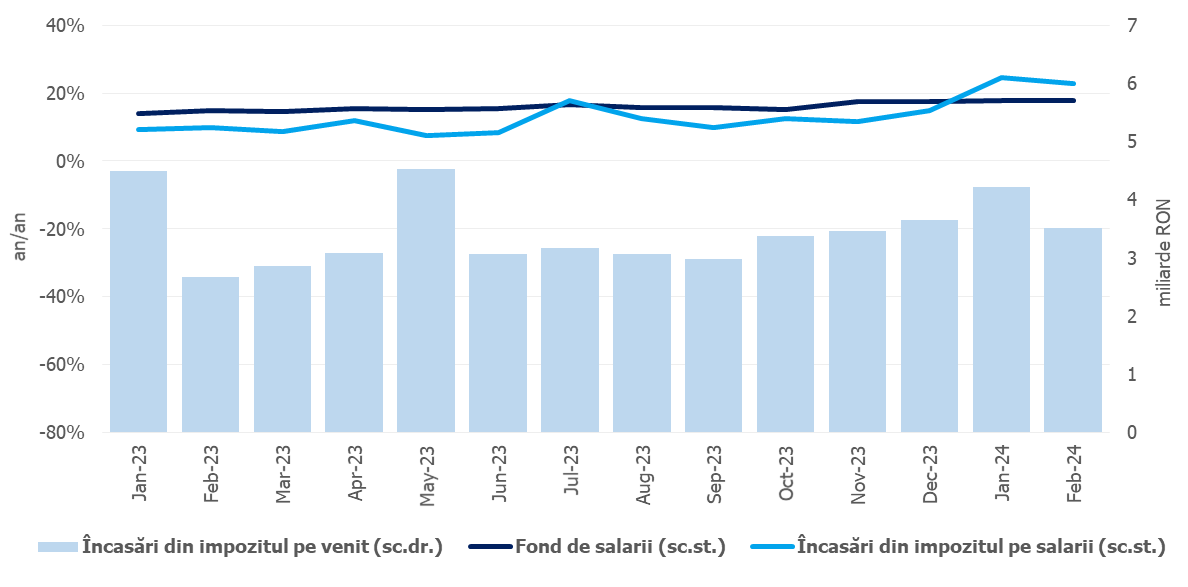 40%
20%
0%
-20%
-40%
-60%
-80%
an/an
7
6
5
4
3
2
1
0
miliarde RON
Jan-23
Feb-23
Mar-23
Apr-23
May-23
Jun-23
Jul-23
Aug-23
Sep-23
Oct-23
Nov-23
Dec-23
Jan-24
Feb-24
Încasări din impozitul pe venit (sc.dr.)
Fond de salarii (sc.st.)
Încasări din impozitul pe salarii (sc.st.)